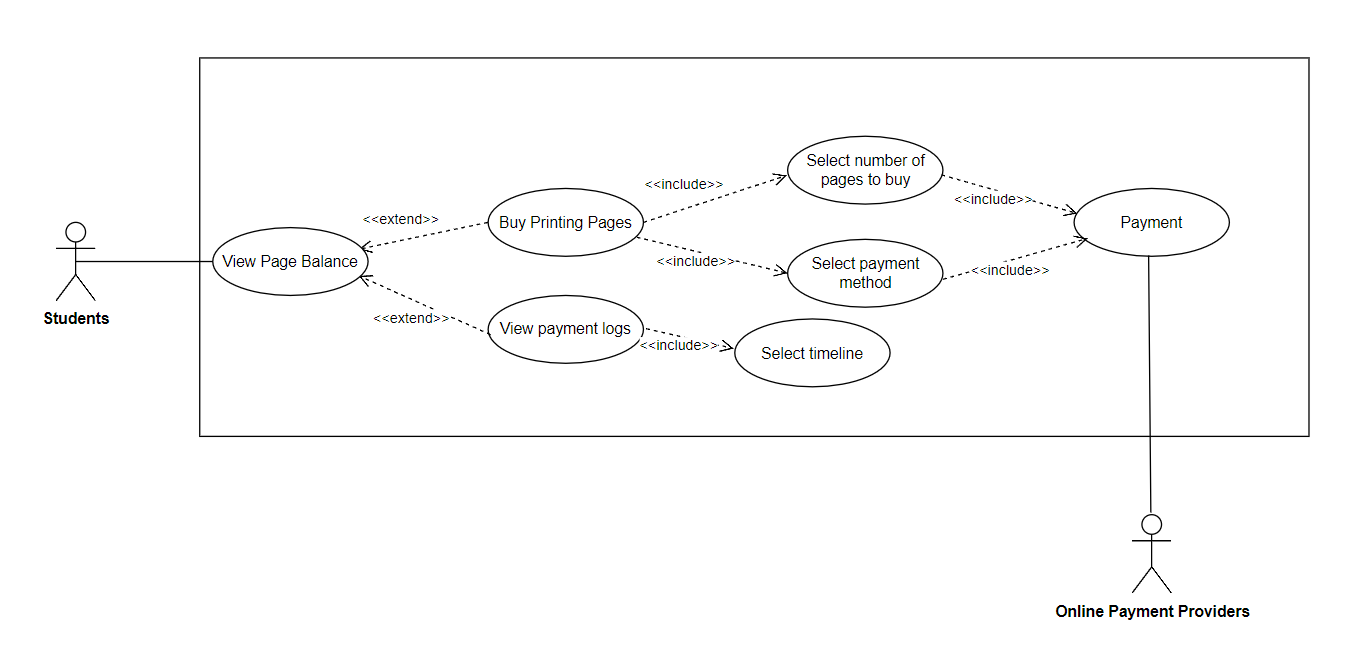 Select number of
pages to buy
<<include>>
<<include>>
Buy Printing Pages
Payment
<<extend>>
View Page Balance
<<include>>
Select payment
method
<<include>>
Students
<<extend>>
View payment logs
<<include>>
Select timeline
Online Payment Providers